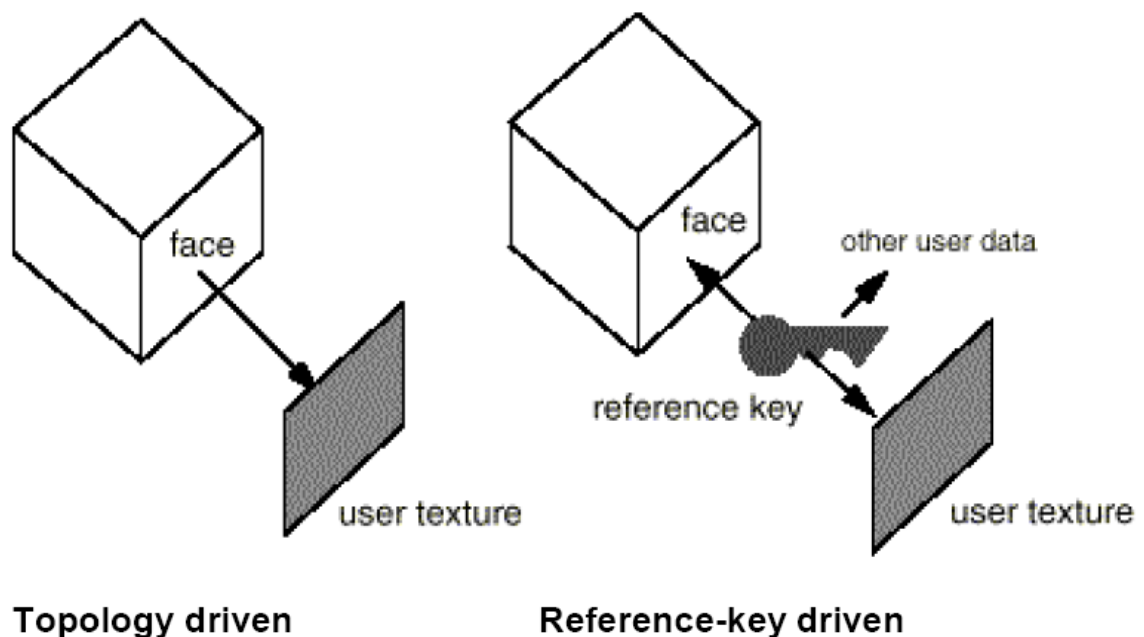 face
user texture
Topology driven
face
other user data
reference key
user texture
Reference-key driven